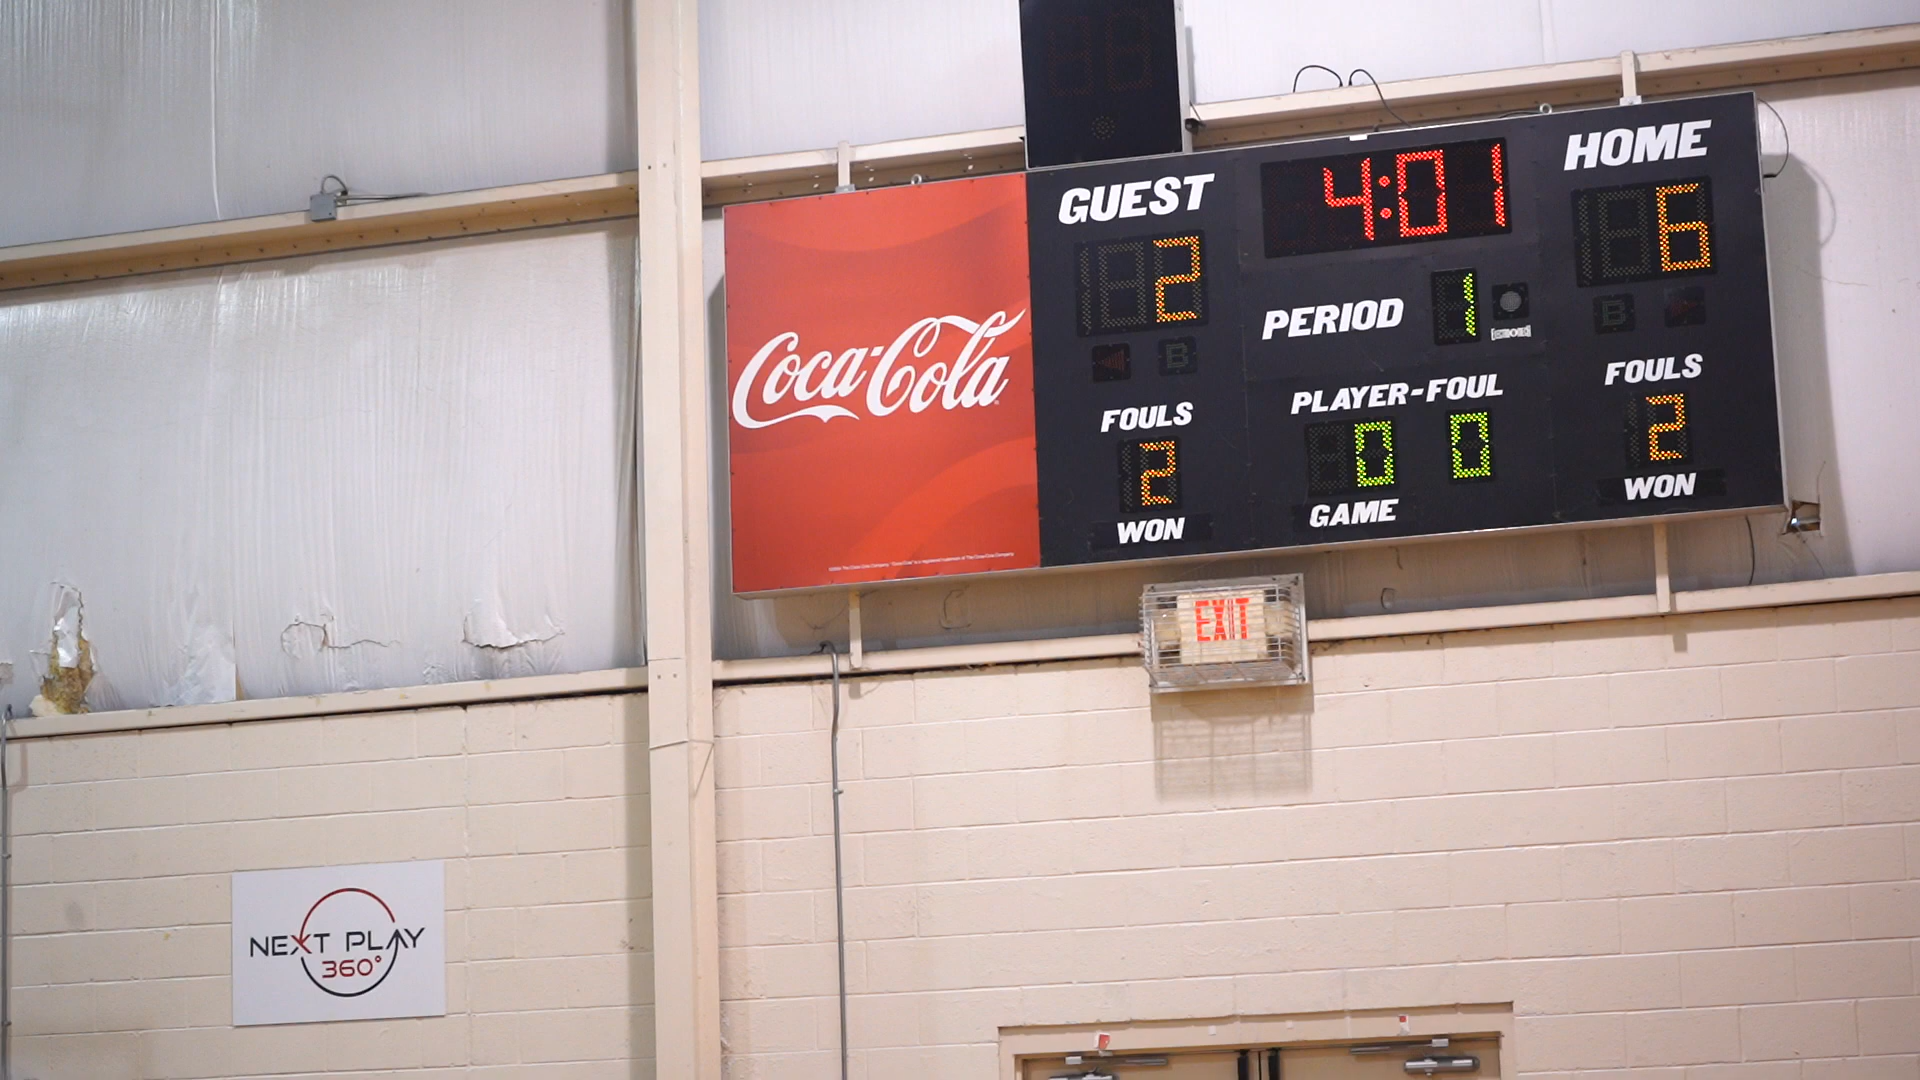 GUEST
4:01
HOME
2
6
Coca-Cola
PERIOD
1
B
B
FOULS
PLAYER-FOUL
FOULS
2
0 0
2
WON
GAME
WON
EXIT
NEXT PLAY
360°